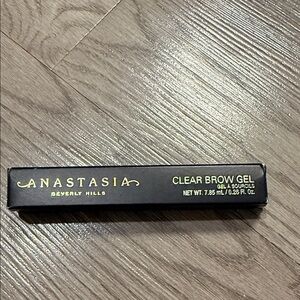 ANASTASIA
BEVERLY HILLS
CLEAR BROW GEL
GEL À SOURCILS
NET WT. 7.85 mL / 0.25 Fl. Oz.